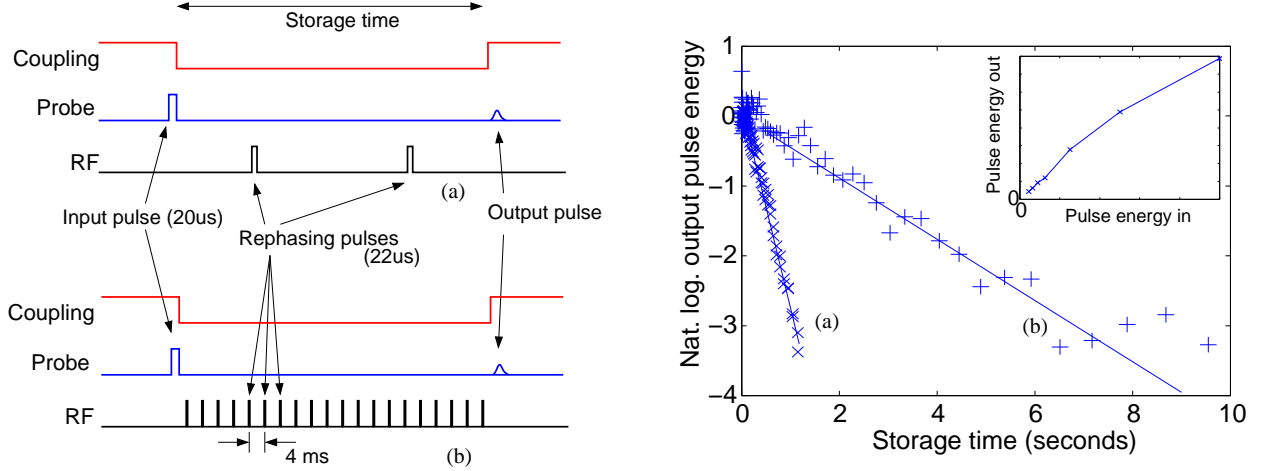 Storage time
Coupling
Probe
RF
(a)
Input pulse (20us)
Rephasing pulses
(22us)
Output pulse
Coupling
Probe
RF
4 ms
(b)
Nat. log. output pulse energy
1
0
−1
−2
−3
−4
0
2
4
6
8
10
Storage time (seconds)
(a)
(b)
Pulse energy out
0
0
Pulse energy in